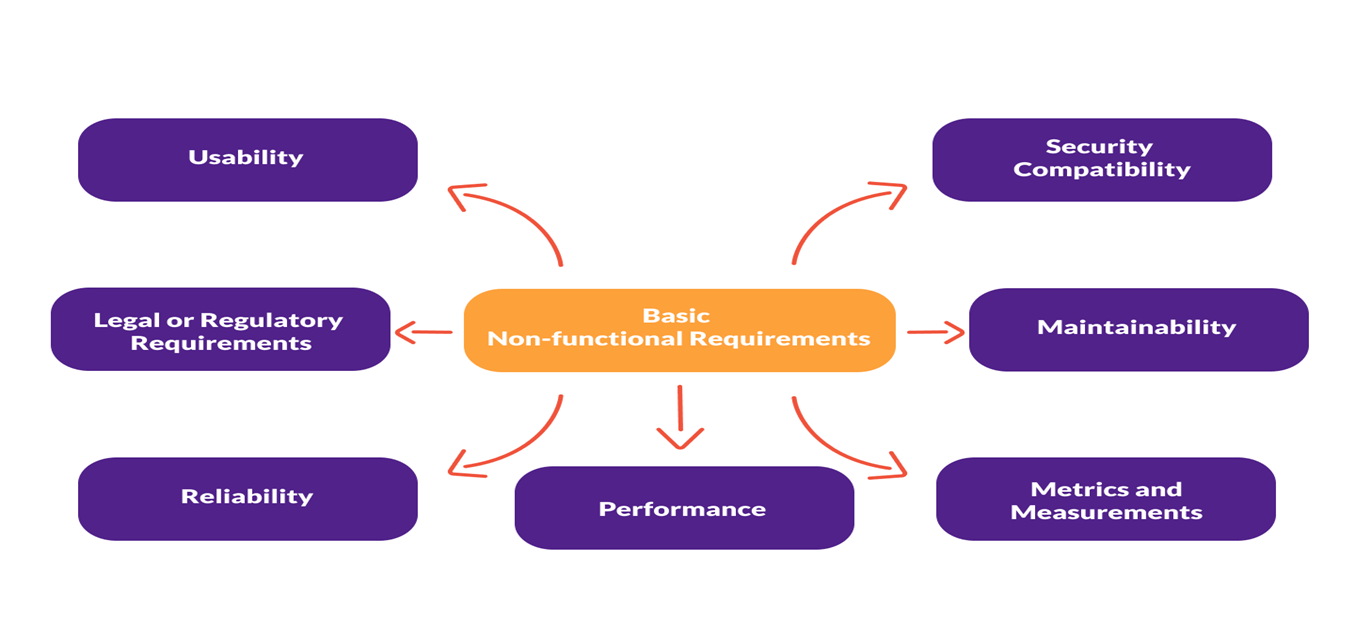 Usability
Security
Compatibility
Legal or Regulatory
Requirements
Basic
Non-functional Requirements
Maintainability
Reliability
Performance
Metrics and
Measurements